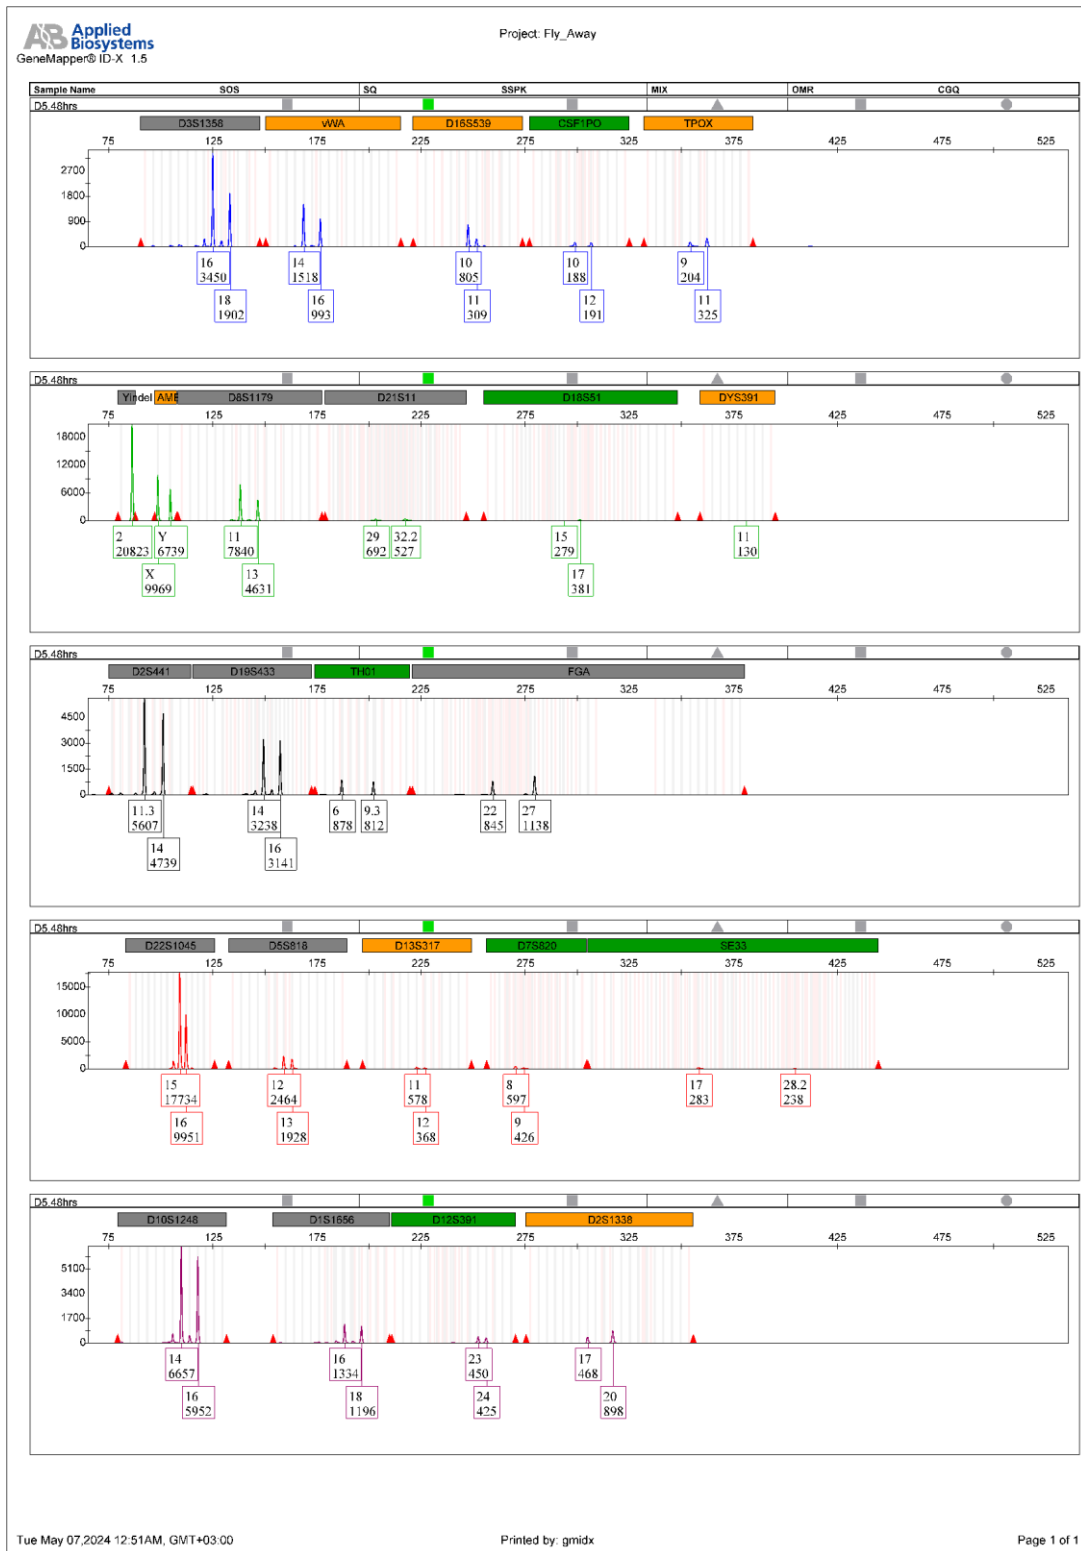 Applied
Biosystems
GeneMapper® ID-X 1.5
Project: Fly_Away
Sample Name SOS SQ SSPK MIX OMR CGQ
D5.48hrs
D3S1358 vWA D16S539 CSF1PO TPOX
75 125 175 225 275 325 375 425 475 525
2700
1800
900
0
16 14 10 10 9
3450 1518 805 188 204
18 16 11 12 11
1902 993 309 191 325
D5.48hrs
Yindel AME D8S1179 D21S11 D18S51 DYS391
75 125 175 225 275 325 375 425 475 525
18000
12000
6000
0
2 Y 11 29 32.2 15 11
20823 6739 7840 692 527 279 130
X 13 17
9969 4631 381
D5.48hrs
D2S441 D19S433 TH01 FGA
75 125 175 225 275 325 375 425 475 525
4500
3000
1500
0
11.3 14 6 9.3 22 27
5607 3238 878 812 845 1138
14 16
4739 3141
D5.48hrs
D22S1045 D5S818 D13S317 D7S820 SE33
75 125 175 225 275 325 375 425 475 525
15000
10000
5000
0
15 12 11 8 17 28.2
17734 2464 578 597 283 238
16 13 12 9
9951 1928 368 426
D5.48hrs
D10S1248 D1S1656 D12S391 D2S1338
75 125 175 225 275 325 375 425 475 525
5100
3400
1700
0
14 16 23 17
6657 1334 450 468
16 18 24 20
5952 1196 425 898
Tue May 07,2024 12:51AM, GMT+03:00 Printed by: gmidx Page 1 of 1